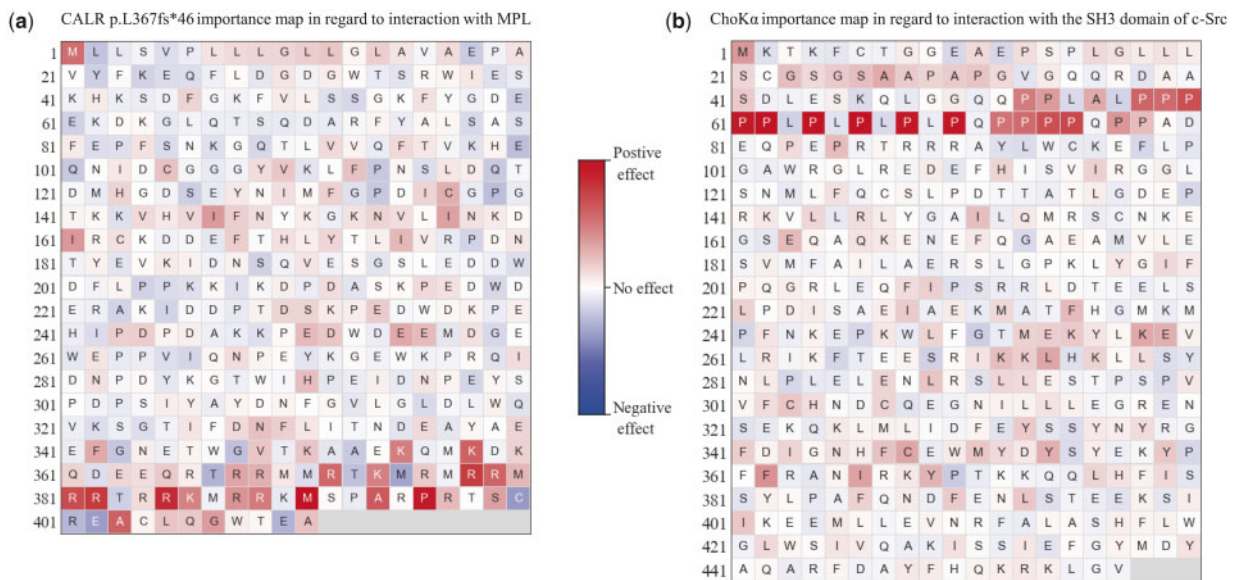 (a) CALR p.L367fs*46 importance map in regard to interaction with MPL
1 M L L S V P L L L G L L G L A V A E P A
21 V Y F K E Q F L D G D G W T S R W I E S
41 K H K S D F G K F V L S S G K F Y G D E
61 E K D K G L Q T S Q D A R F Y A L S A S
81 F E P F S N K G Q T L V V Q F T V K H E
101 Q N I D C G G G Y V K L F P N S L D Q T
121 D M H G D S E Y N I M F G P D I C G P G
141 T K K V H V I F N Y K G K N V L I N K D
161 I R C K D D E F T H L Y T L I V R P D N
181 T Y E V K I D N S Q V E S G S L E D D W
201 D F L P P K K I K D P D A S K P E D W D
221 E R A K I D D P T D S K P E D W D K P E
241 H I P D P D A K K P E D W D E E M D G E
261 W E P P V I Q N P E Y K G E W K P R Q I
281 D N P D Y K G T W I H P E I D N P E Y S
301 P D P S I Y A Y D N F G V L G L D L W Q
321 V K S G T I F D N F L I T N D E A Y A E
341 E F G N E T W G V T K A A E K Q M K D K
361 Q D E E Q R T R R M M R T K M R M R R M
381 R R T R R K M R R K M S P A R P R T S C
401 R E A C L Q G W T E A
Postive
effect
No effect
Negative
effect
(b) ChoKα importance map in regard to interaction with the SH3 domain of c-Src
1 M K T K F C T G G E A E P S P L G L L L
21 S C G S G S A A P A P G V G Q Q R D A A
41 S D L E S K Q L G G Q Q P P L A L P P P
61 P P L P L P L P L P Q P P P P Q P P A D
81 E Q P E P R T R R R A Y L W C K E F L P
101 G A W R G L R E D E F H I S V I R G G L
121 S N M L F Q C S L P D T T A T L G D E P
141 R K V L L R L Y G A I L Q M R S C N K E
161 G S E Q A Q K E N E F Q G A E A M V L E
181 S V M F A I L A E R S L G P K L Y G I F
201 P Q G R L E Q F I P S R R L D T E E L S
221 L P D I S A E I A E K M A T F H G M K M
241 P F N K E P K W L F G T M E K Y L K E V
261 L R I K F T E E S R I K K L H K L L S Y
281 N L P L E L E N L R S L L E S T P S P V
301 V F C H N D C Q E G N I L L L E G R E N
321 S E K Q K L M L I D F E Y S S Y N Y R G
341 F D I G N H F C E W M Y D Y S Y E K Y P
361 F F R A N I R K Y P T K K Q Q L H F I S
381 S Y L P A F Q N D F E N L S T E E K S I
401 I K E E M L L E V N R F A L A S H F L W
421 G L W S I V Q A K I S S I E F G Y M D Y
441 A Q A R F D A Y F H Q K R K L G V